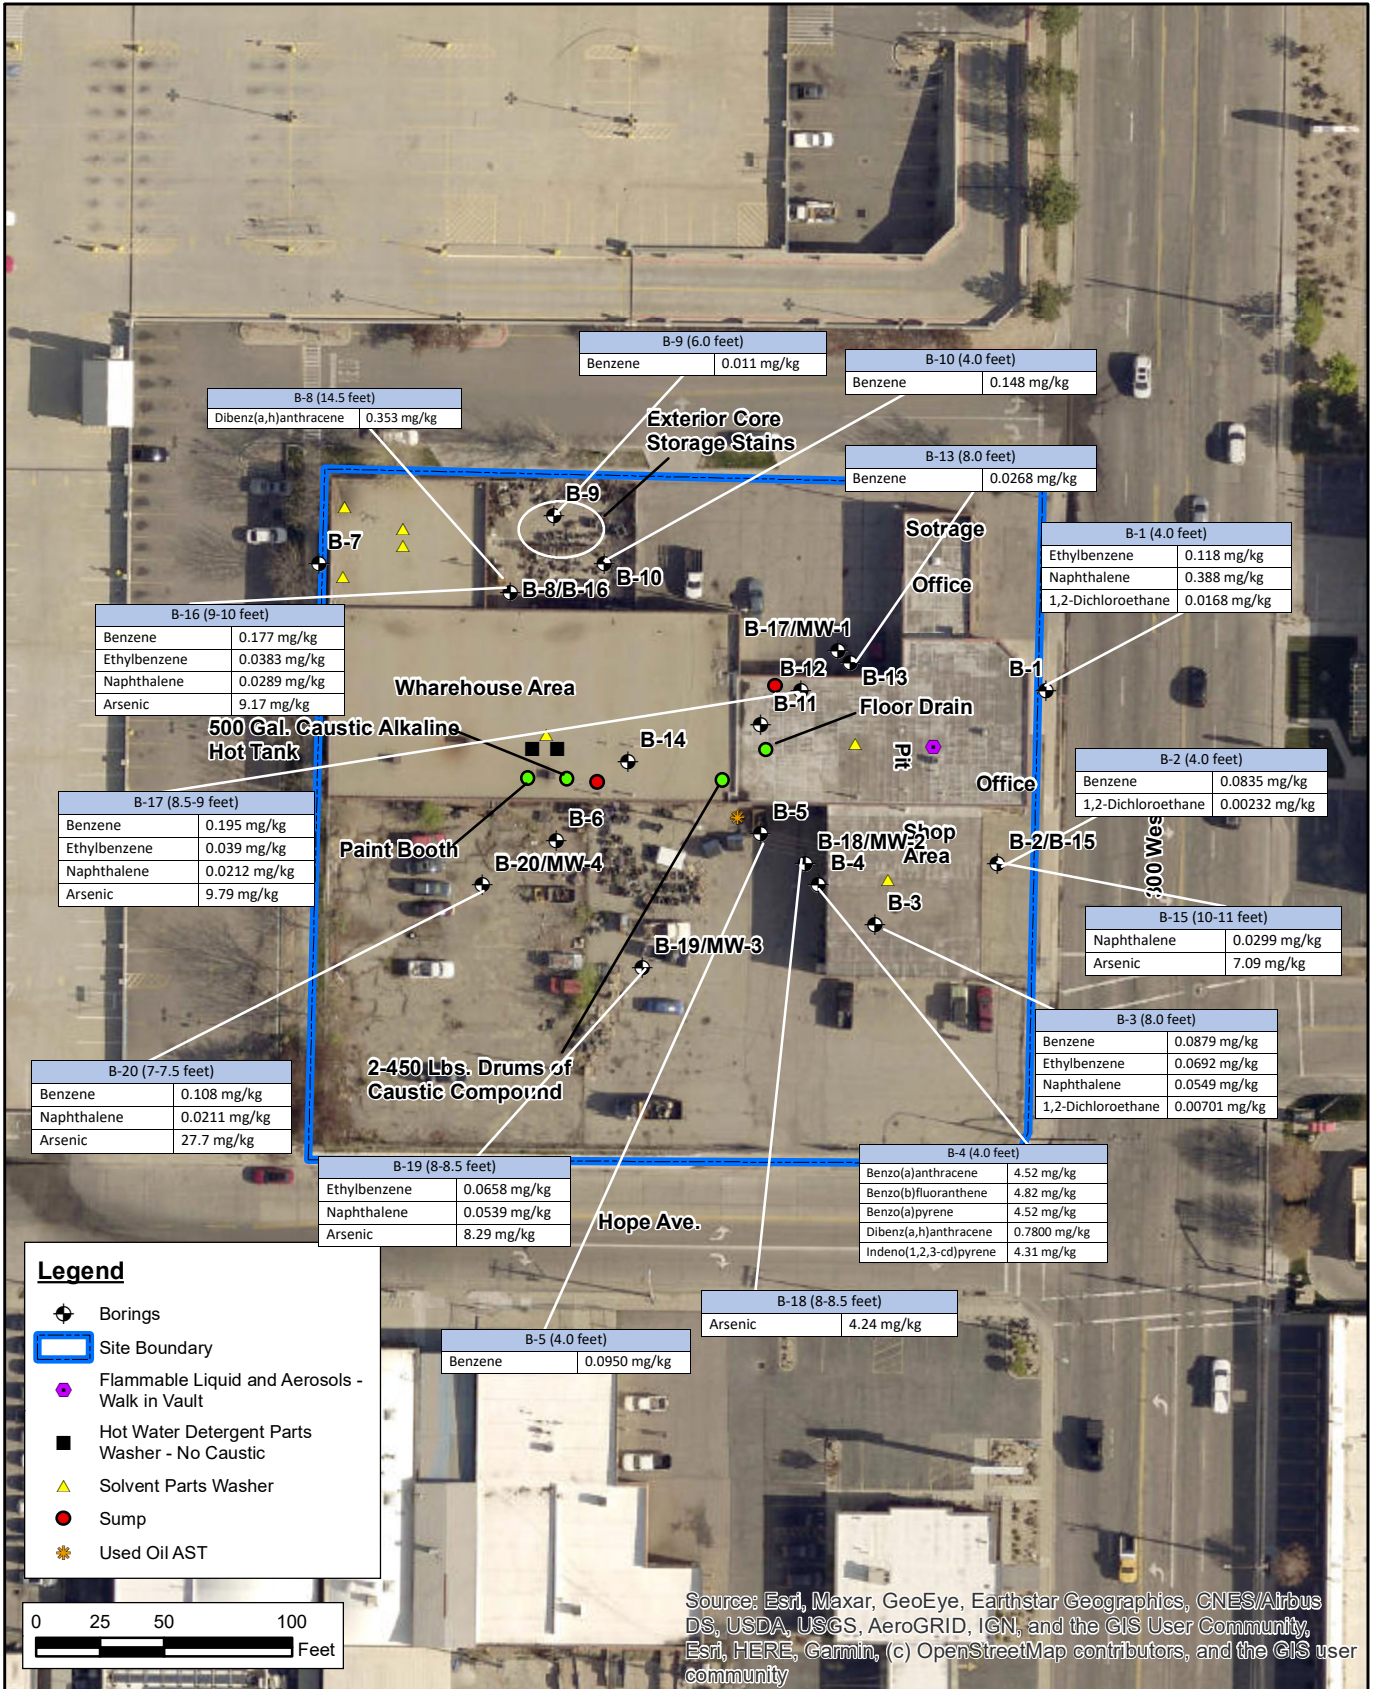 B-9 (6.0 feet)
Benzene 0.011 mg/kg
B-10 (4.0 feet)
Benzene 0.148 mg/kg
B-8 (14.5 feet)
Dibenz(a,h)anthracene 0.353 mg/kg
Exterior Core
Storage Stains
B-13 (8.0 feet)
Benzene 0.0268 mg/kg
B-9
B-7
B-10
B-8/B-16
Sotrage
Office
B-1 (4.0 feet)
Ethylbenzene 0.118 mg/kg
Naphthalene 0.388 mg/kg
1,2-Dichloroethane 0.0168 mg/kg
B-16 (9-10 feet)
Benzene 0.177 mg/kg
Ethylbenzene 0.0383 mg/kg
Naphthalene 0.0289 mg/kg
Arsenic 9.17 mg/kg
B-17/MW-1
B-12
B-13
B-1
Wharehouse Area
B-11
Floor Drain
500 Gal. Caustic Alkaline
Hot Tank
B-14
Pit
Office
B-2 (4.0 feet)
Benzene 0.0835 mg/kg
1,2-Dichloroethane 0.00232 mg/kg
B-17 (8.5-9 feet)
Benzene 0.195 mg/kg
Ethylbenzene 0.039 mg/kg
Naphthalene 0.0212 mg/kg
Arsenic 9.79 mg/kg
B-6
B-5
Paint Booth
B-20/MW-4
B-18/MW-2
Shop
Area
B-4
B-2/B-15
B-3
B-15 (10-11 feet)
Naphthalene 0.0299 mg/kg
Arsenic 7.09 mg/kg
B-19/MW-3
B-3 (8.0 feet)
Benzene 0.0879 mg/kg
Ethylbenzene 0.0692 mg/kg
Naphthalene 0.0549 mg/kg
1,2-Dichloroethane 0.00701 mg/kg
2-450 Lbs. Drums of
Caustic Compound
B-20 (7-7.5 feet)
Benzene 0.108 mg/kg
Naphthalene 0.0211 mg/kg
Arsenic 27.7 mg/kg
B-4 (4.0 feet)
Benzo(a)anthracene 4.52 mg/kg
Benzo(b)fluoranthene 4.82 mg/kg
Benzo(a)pyrene 4.52 mg/kg
Dibenz(a,h)anthracene 0.7800 mg/kg
Indeno(1,2,3-cd)pyrene 4.31 mg/kg
B-19 (8-8.5 feet)
Ethylbenzene 0.0658 mg/kg
Naphthalene 0.0539 mg/kg
Arsenic 8.29 mg/kg
Hope Ave.
B-18 (8-8.5 feet)
Arsenic 4.24 mg/kg
B-5 (4.0 feet)
Benzene 0.0950 mg/kg
Legend
Borings
Site Boundary
Flammable Liquid and Aerosols -
Walk in Vault
Hot Water Detergent Parts
Washer - No Caustic
Solvent Parts Washer
Sump
Used Oil AST
0 25 50 100
Feet
Source: Esri, Maxar, GeoEye, Earthstar Geographics, CNES/Airbus
DS, USDA, USGS, AeroGRID, IGN, and the GIS User Community,
Esri, HERE, Garmin, (c) OpenStreetMap contributors, and the GIS user
community